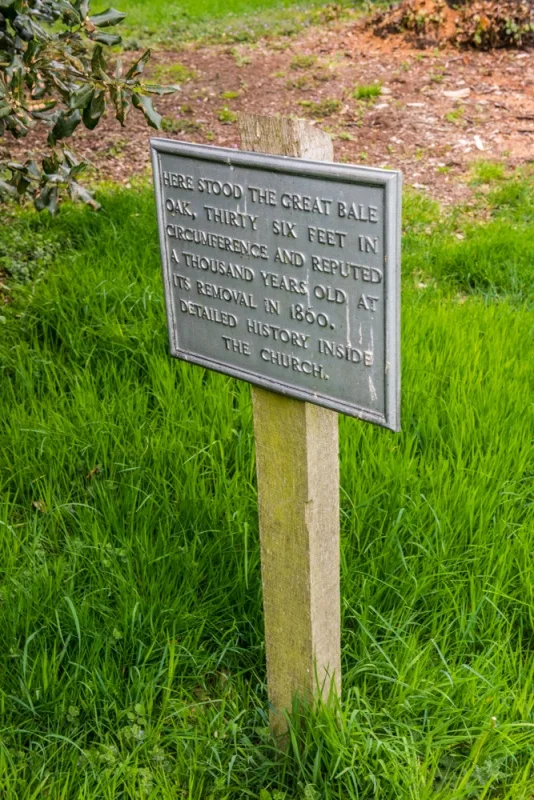 HERE STOOD THE GREAT BALE
OAK, THIRTY SIX FEET IN
CIRCUMFERENCE AND REPUTED
A THOUSAND YEARS OLD AT
ITS REMOVAL IN 1860.
DETAILED HISTORY INSIDE
THE CHURCH.